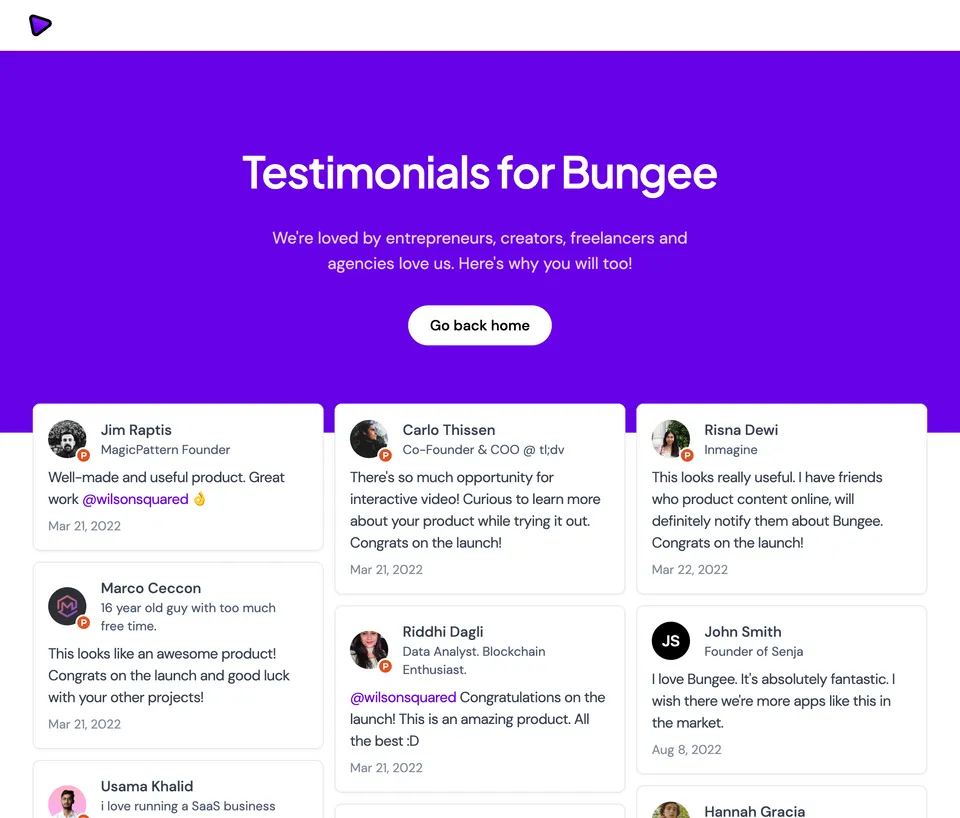 Testimonials for Bungee
We're loved by entrepreneurs, creators, freelancers and
agencies love us. Here's why you will too!
Go back home
Jim Raptis
MagicPattern Founder
Well-made and useful product. Great
work @wilsonsquared 👌
Mar 21, 2022
Marco Ceccon
16 year old guy with too much
free time.
This looks like an awesome product!
Congrats on the launch and good luck
with your other projects!
Mar 21, 2022
Usama Khalid
i love running a SaaS business
Carlo Thissen
Co-Founder & COO @ tl;dv
There's so much opportunity for
interactive video! Curious to learn more
about your product while trying it out.
Congrats on the launch!
Mar 21, 2022
Riddhi Dagli
Data Analyst. Blockchain
Enthusiast.
@wilsonsquared Congratulations on the
launch! This is an amazing product. All
the best :D
Mar 21, 2022
Risna Dewi
Inmagine
This looks really useful. I have friends
who product content online, will
definitely notify them about Bungee.
Congrats on the launch!
Mar 22, 2022
JS
John Smith
Founder of Senja
I love Bungee. It's absolutely fantastic. I
wish there we're more apps like this in
the market.
Aug 8, 2022
Hannah Gracia